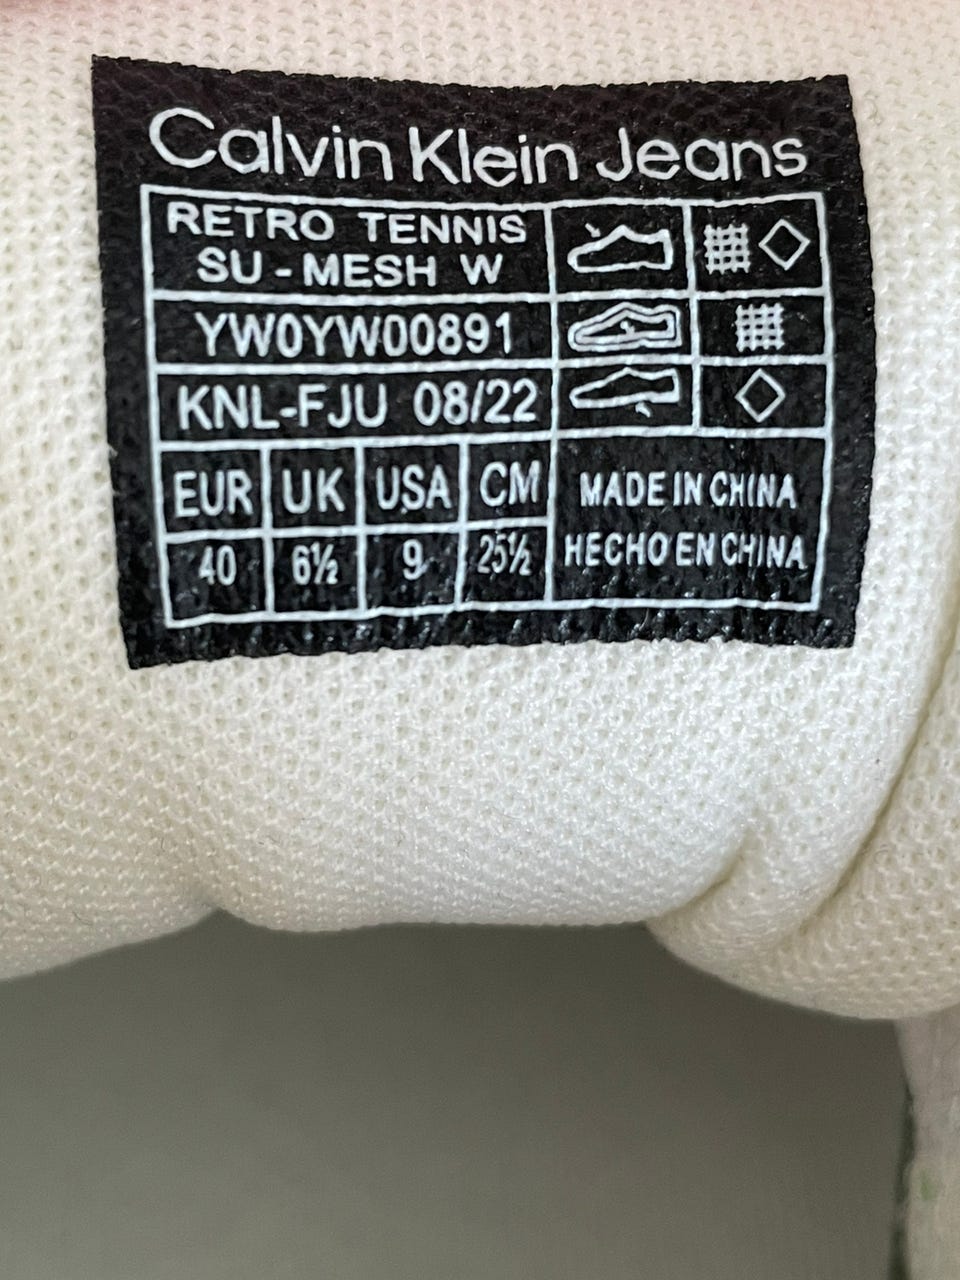 Calvin Klein Jeans
RETRO TENNIS
SU - MESH W
YW0YW00891
KNL-FJU 08/22
EUR UK USA CM
40 6½ 9 25½
MADE IN CHINA
HECHO EN CHINA